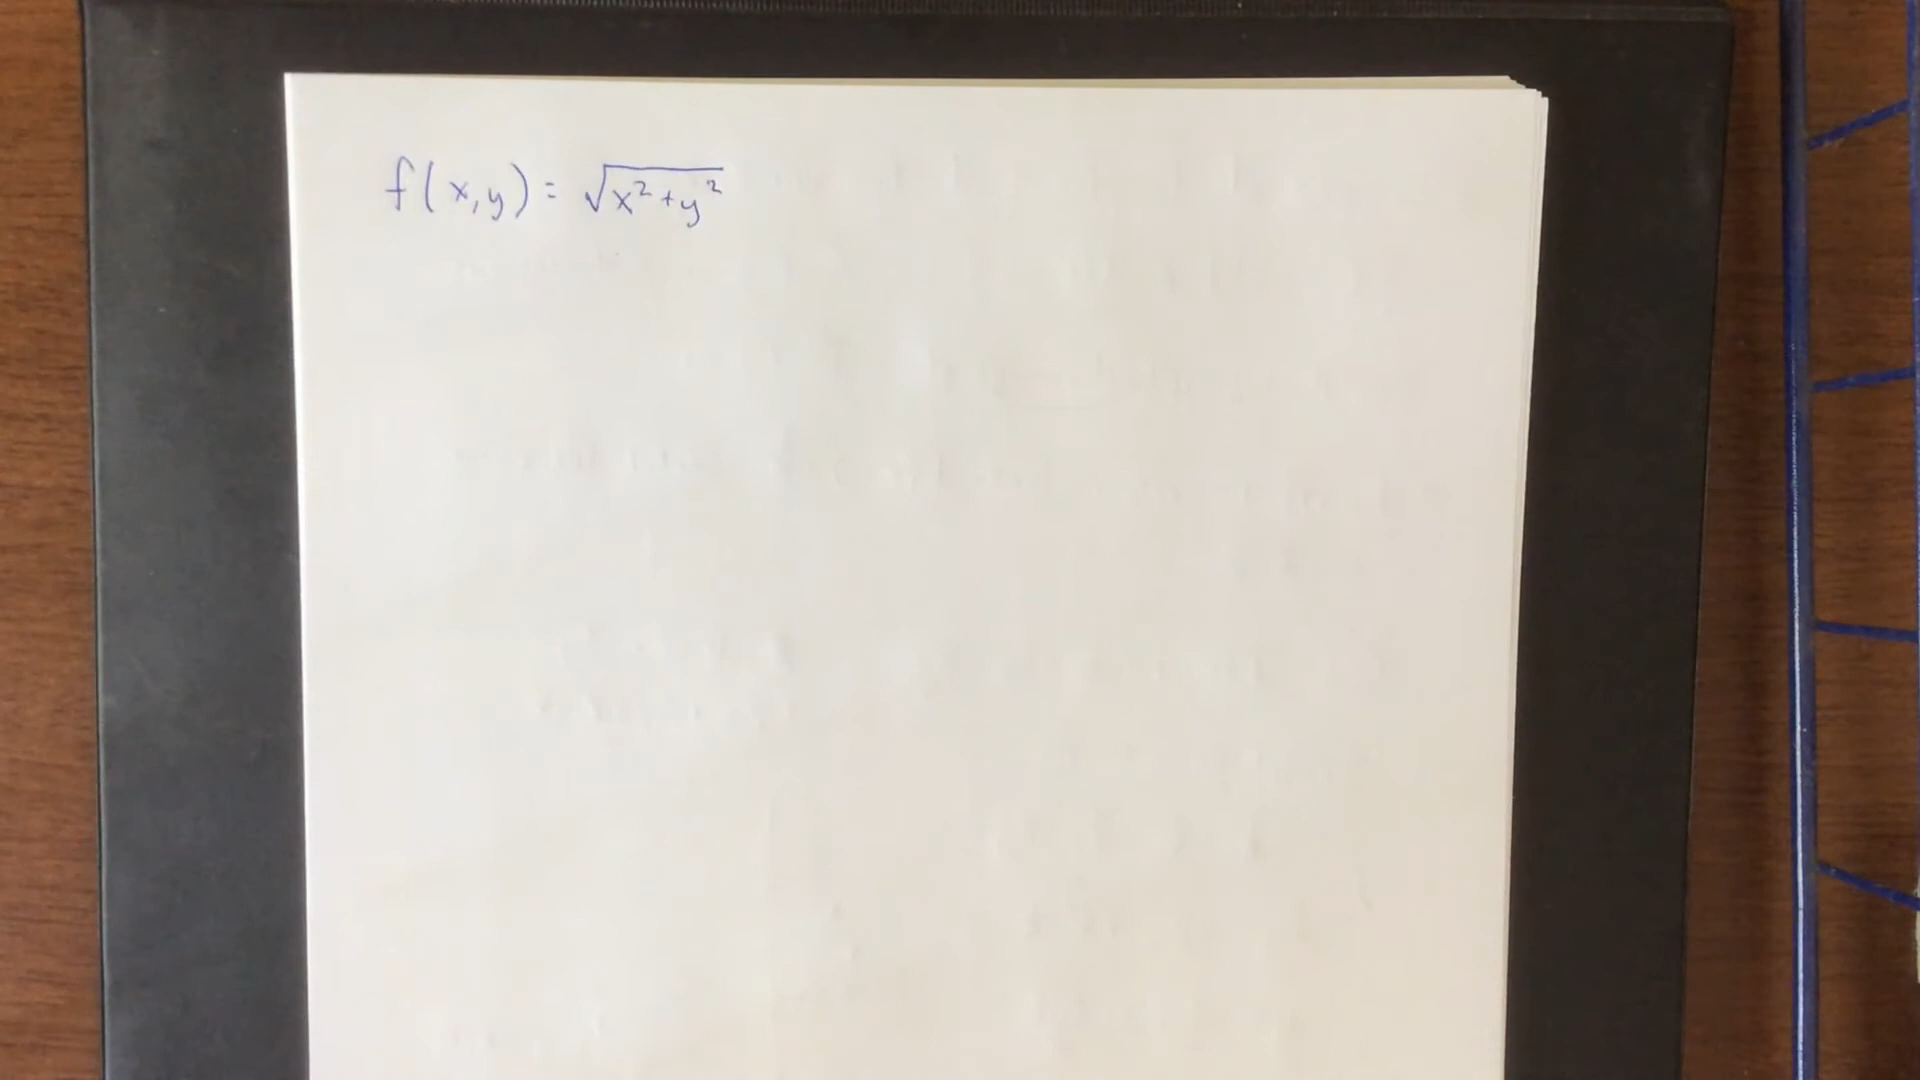 f(x,y) = √(x²+y²)